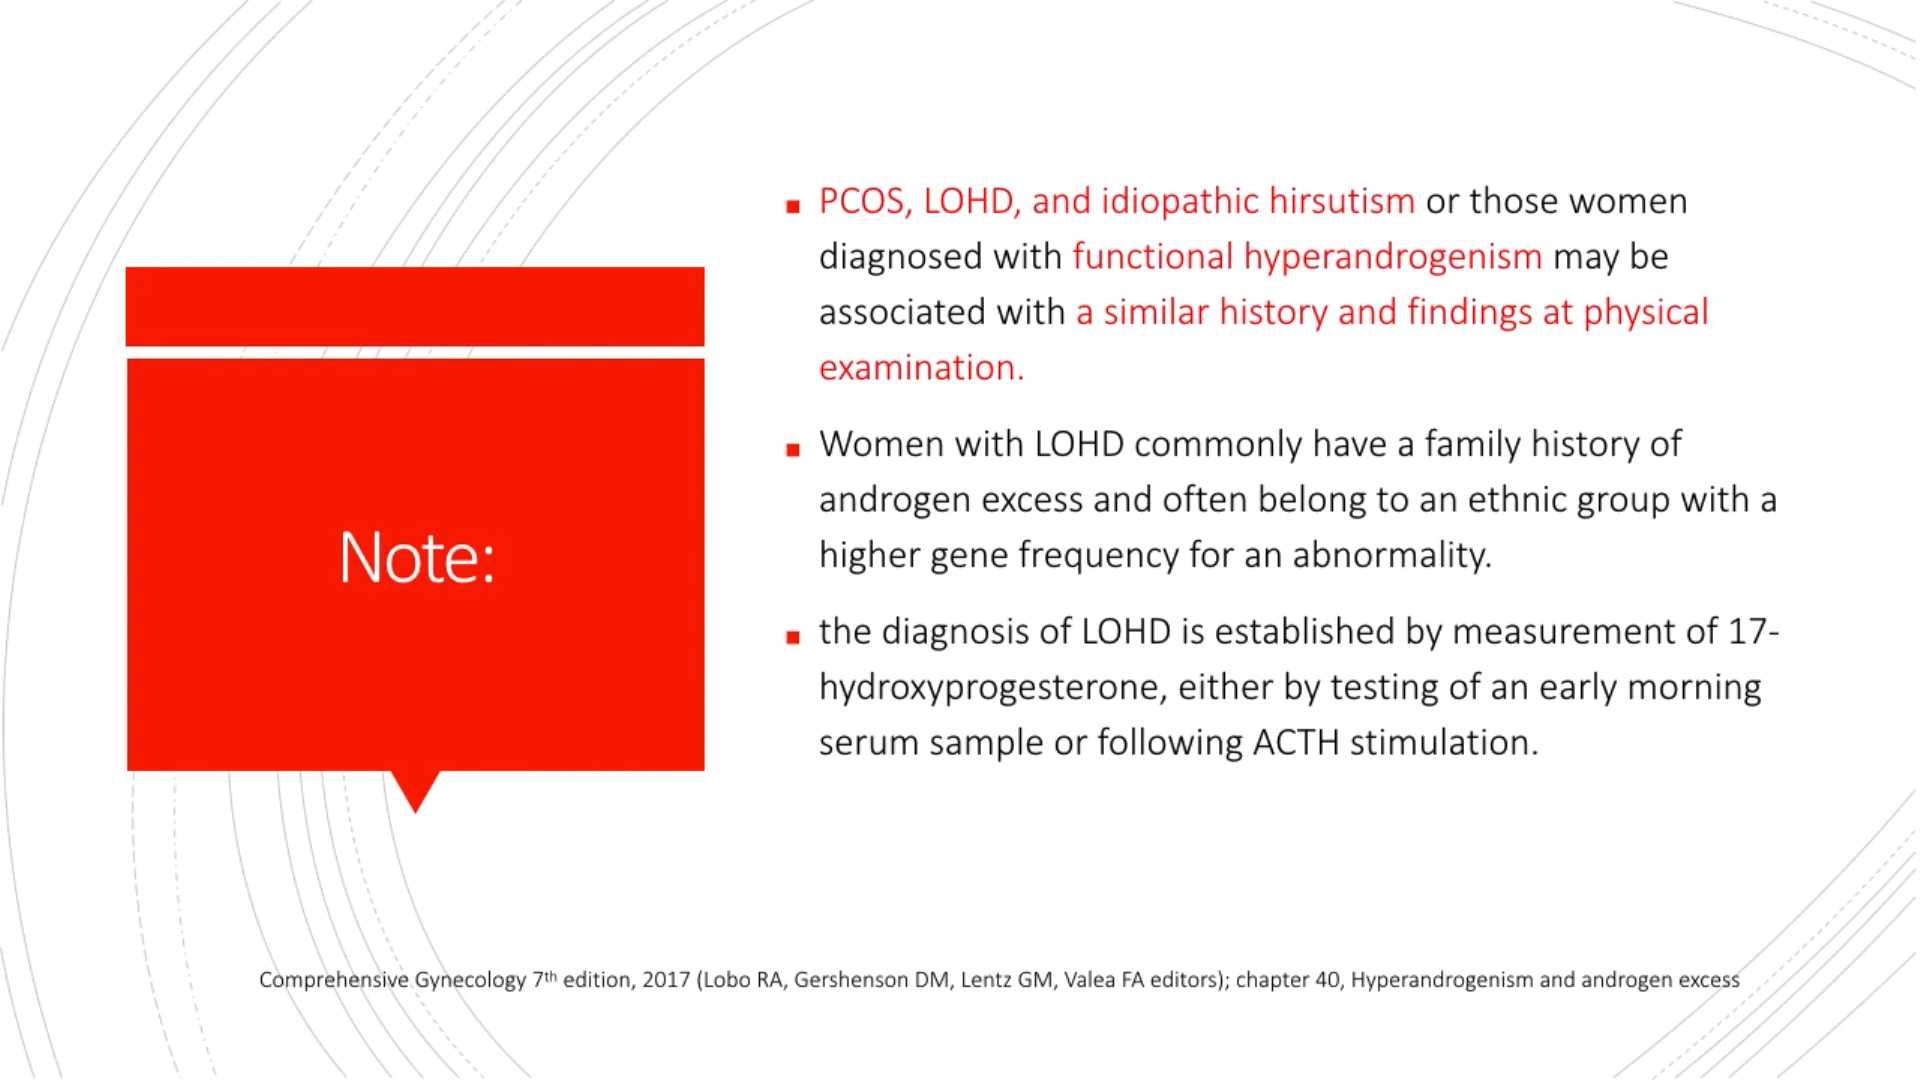 Note:
PCOS, LOHD, and idiopathic hirsutism or those women
diagnosed with functional hyperandrogenism may be
associated with a similar history and findings at physical
examination.
Women with LOHD commonly have a family history of
androgen excess and often belong to an ethnic group with a
higher gene frequency for an abnormality.
the diagnosis of LOHD is established by measurement of 17-
hydroxyprogesterone, either by testing of an early morning
serum sample or following ACTH stimulation.
Comprehensive Gynecology 7th edition, 2017 (Lobo RA, Gershenson DM, Lentz GM, Valea FA editors); chapter 40, Hyperandrogenism and androgen excess